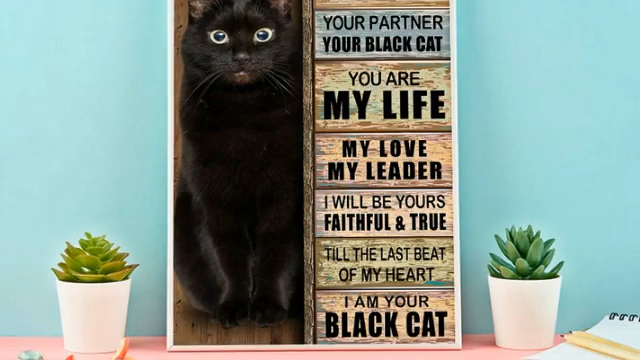 YOUR PARTNER
YOUR BLACK CAT
YOU ARE
MY LIFE
MY LOVE
MY LEADER
I WILL BE YOURS
FAITHFUL & TRUE
TILL THE LAST BEAT
OF MY HEART
I AM YOUR
BLACK CAT